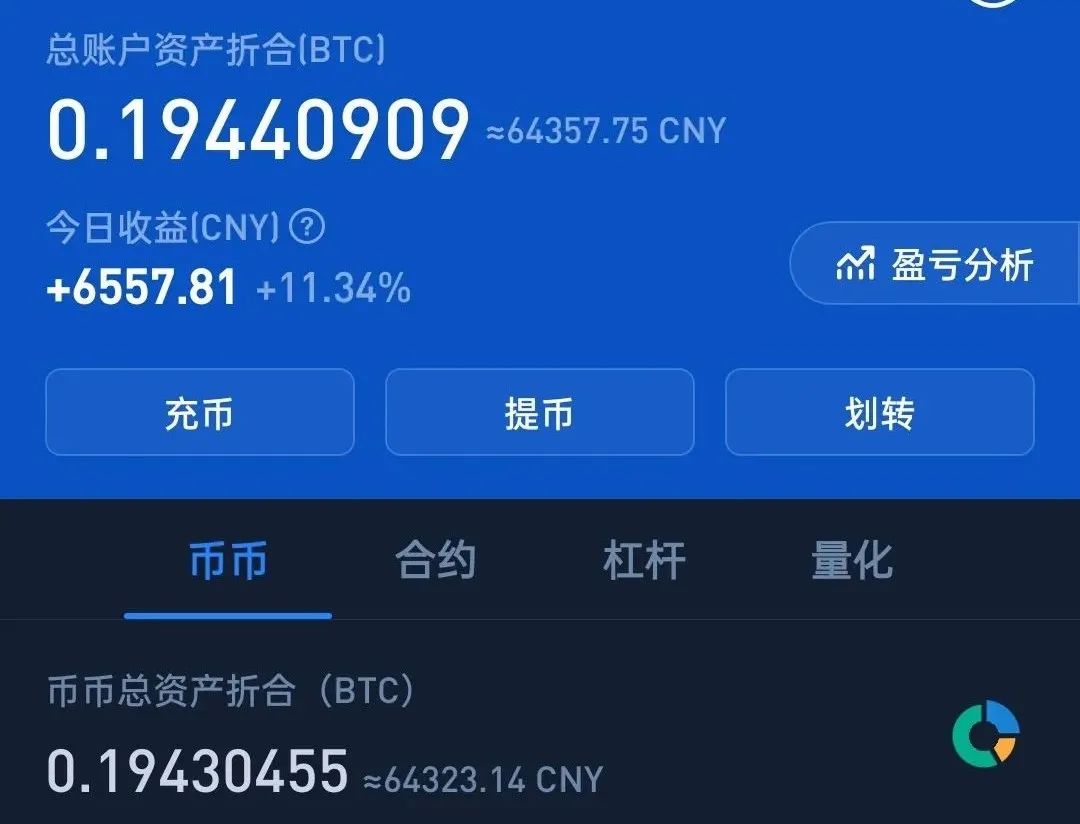 总账户资产折合(BTC)
0.19440909 ≈64357.75 CNY
今日收益(CNY) ?
+6557.81 +11.34%
盈亏分析
充币 提币 划转
币币 合约 杠杆 量化
币币总资产折合（BTC）
0.19430455 ≈64323.14 CNY